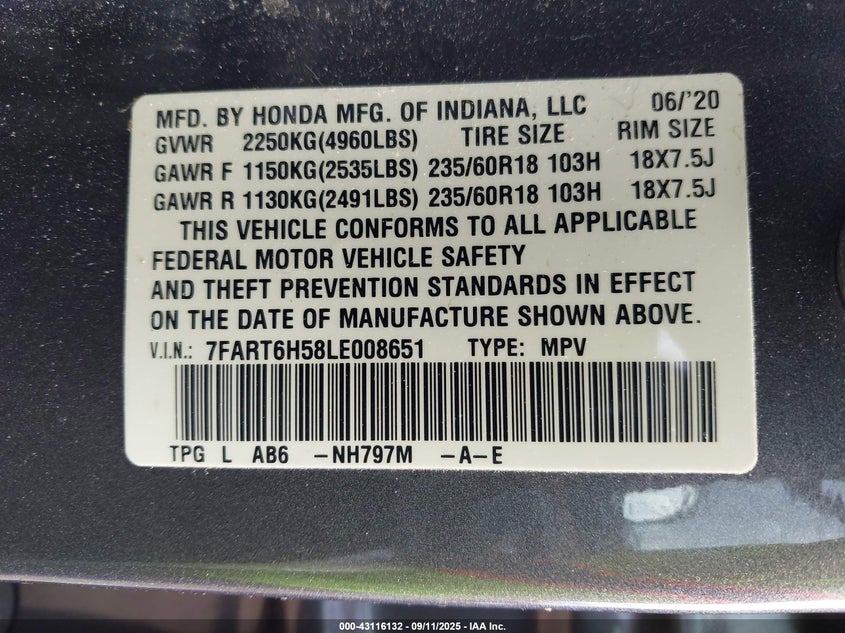 MFD. BY HONDA MFG. OF INDIANA, LLC 06/'20
GVWR 2250KG(4960LBS) TIRE SIZE RIM SIZE
GAWR F 1150KG(2535LBS) 235/60R18 103H 18X7.5J
GAWR R 1130KG(2491LBS) 235/60R18 103H 18X7.5J
THIS VEHICLE CONFORMS TO ALL APPLICABLE
FEDERAL MOTOR VEHICLE SAFETY
AND THEFT PREVENTION STANDARDS IN EFFECT
ON THE DATE OF MANUFACTURE SHOWN ABOVE.
V.I.N.: 7FART6H58LE008651 TYPE: MPV
TPG L AB6 -NH797M -A-E
000-43116132 - 09/11/2025 - IAA Inc.